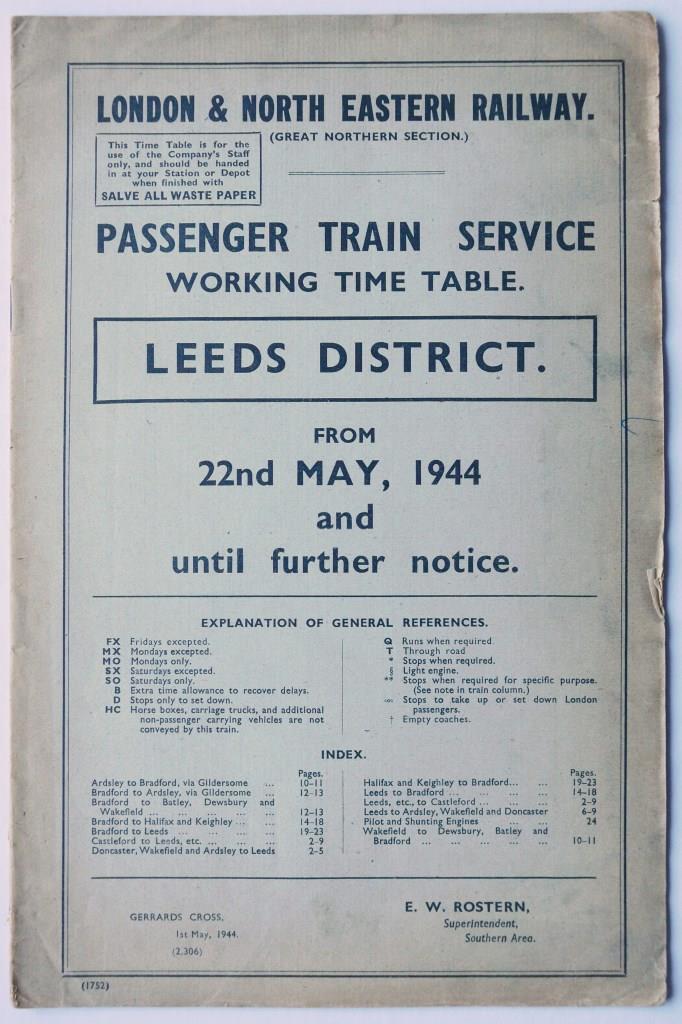 LONDON & NORTH EASTERN RAILWAY.
(GREAT NORTHERN SECTION.)
This Time Table is for the
use of the Company's Staff
only, and should be handed
in at your Station or Depot
when finished with
SALVE ALL WASTE PAPER
PASSENGER TRAIN SERVICE
WORKING TIME TABLE.
LEEDS DISTRICT.
FROM
22nd MAY, 1944
and
until further notice.
EXPLANATION OF GENERAL REFERENCES.
FX Fridays excepted.
MX Mondays excepted.
MO Mondays only.
SX Saturdays excepted.
SO Saturdays only.
B Extra time allowance to recover delays.
D Stops only to set down.
HC Horse boxes, carriage trucks, and additional
non-passenger carrying vehicles are not
conveyed by this train.
Q Runs when required.
T Through road
* Stops when required.
§ Light engine.
** Stops when required for specific purpose.
(See note in train column.)
Stops to take up or set down London
passengers.
† Empty coaches.
INDEX.
Pages.
Ardsley to Bradford, via Gildersome ... 10-11
Bradford to Ardsley, via Gildersome ... 12-13
Bradford to Batley, Dewsbury and
Wakefield ... ... ... ... ... 12-13
Bradford to Halifax and Keighley ... ... 14-18
Bradford to Leeds ... ... ... ... 19-23
Castleford to Leeds, etc. ... ... ... 2-9
Doncaster, Wakefield and Ardsley to Leeds 2-5
Pages.
Halifax and Keighley to Bradford... ... 19-23
Leeds to Bradford ... ... ... ... 14-18
Leeds, etc., to Castleford ... ... ... 2-9
Leeds to Ardsley, Wakefield and Doncaster 6-9
Pilot and Shunting Engines ... ... 24
Wakefield to Dewsbury, Batley and
Bradford ... ... ... ... ... 10-11
GERRARDS CROSS,
1st May, 1944.
(2,306)
E. W. ROSTERN,
Superintendent,
Southern Area.
(1752)